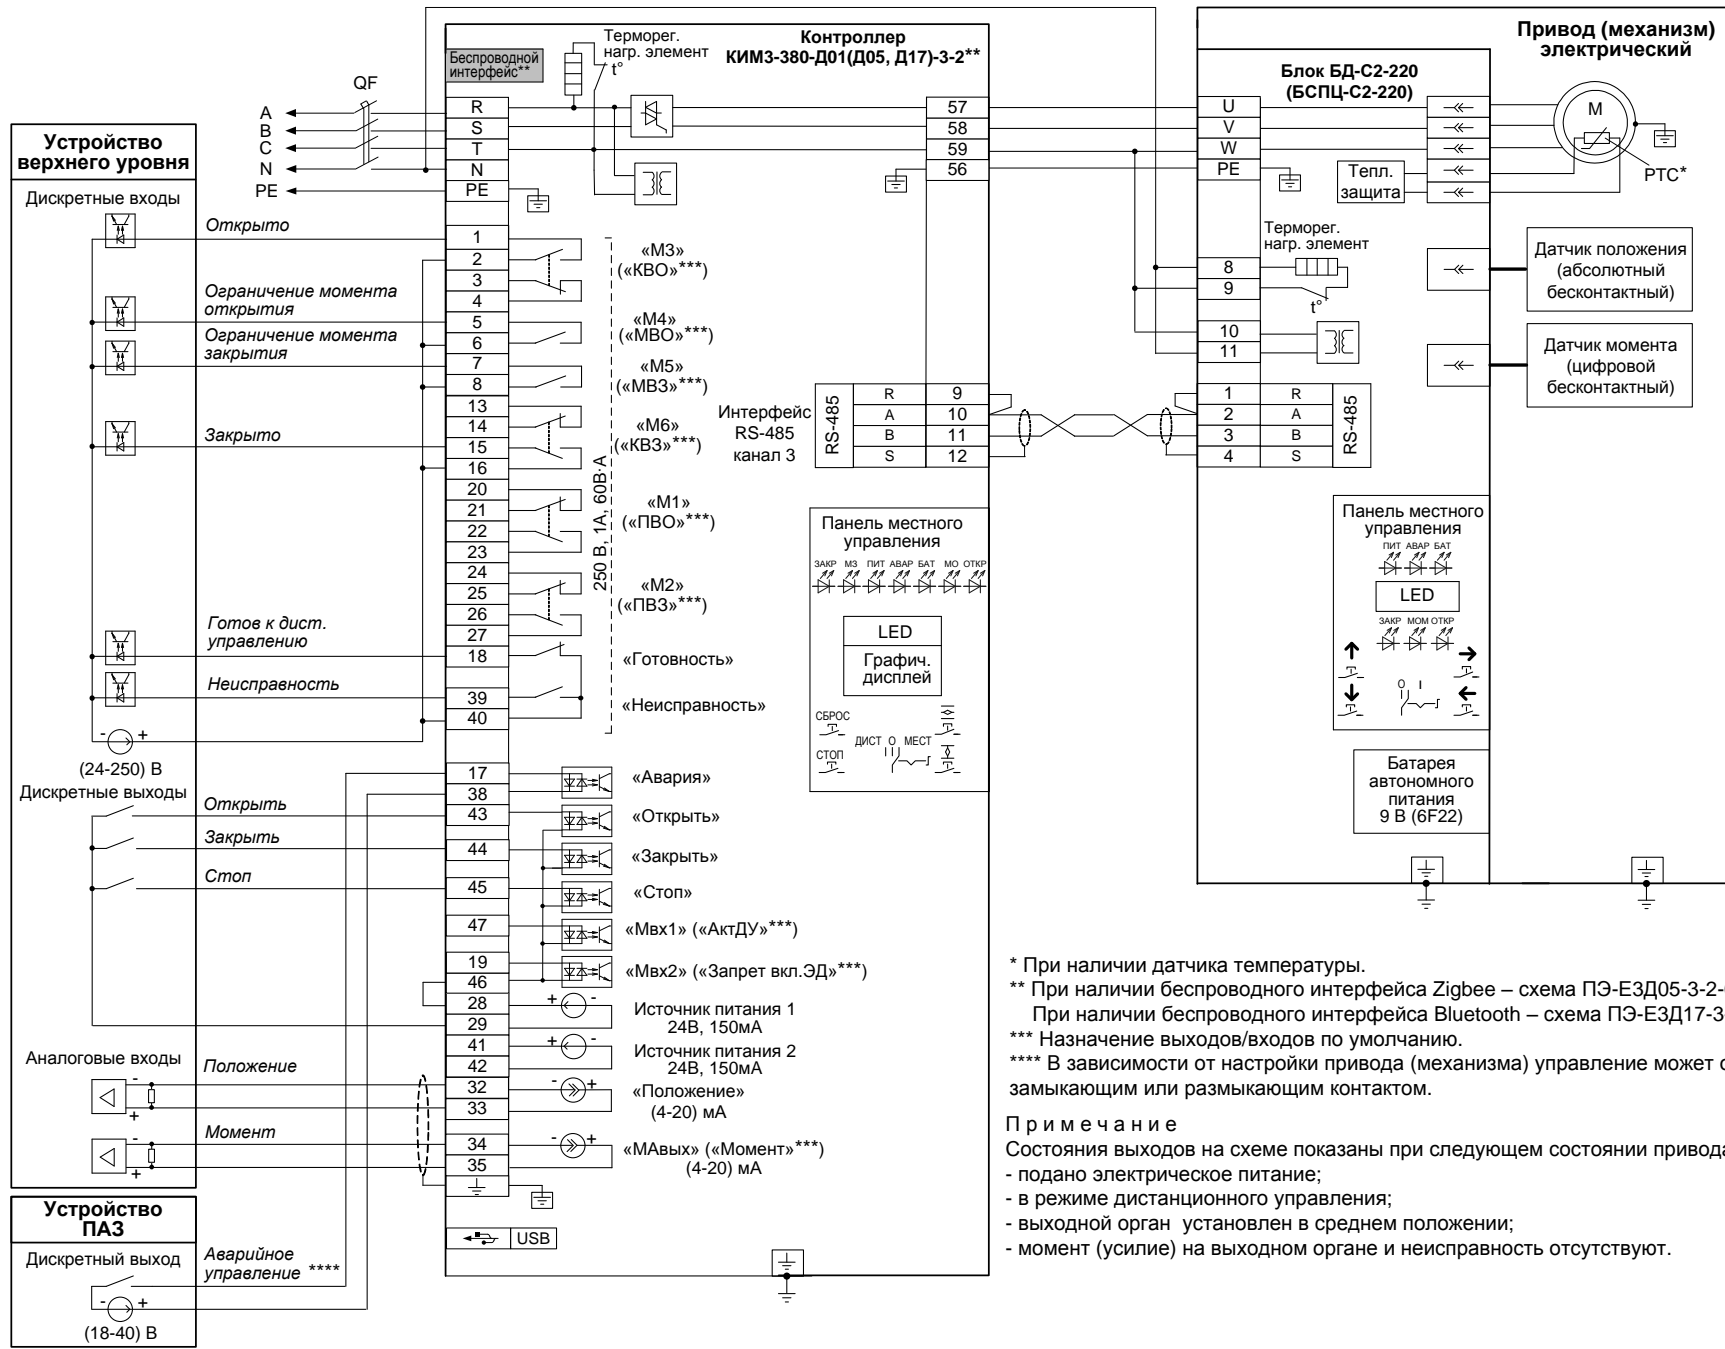 Устройство
верхнего уровня
Дискретные входы
Открыто
Ограничение момента
открытия
Ограничение момента
закрытия
Закрыто
Готов к дист.
управлению
Неисправность
- +
(24-250) В
Дискретные выходы
Открыть
Закрыть
Стоп
Аналоговые входы
Положение
-
+
Момент
-
+
Устройство
ПАЗ
Дискретный выход
Аварийное
управление ****
- +
(18-40) В
QF
A
B
C
N
PE
Беспроводной
интерфейс**
Терморег.
нагр. элемент
t°
Контроллер
КИМ3-380-Д01(Д05, Д17)-3-2**
R
S
T
N
PE
1
2
3
4
5
6
7
8
13
14
15
16
20
21
22
23
24
25
26
27
18
39
40
17
38
43
44
45
47
19
46
28
29
41
42
32
33
34
35
USB
«М3»
(«КВО»***)
«М4»
(«МВО»***)
«М5»
(«МВЗ»***)
«М6»
(«КВЗ»***)
«М1»
(«ПВО»***)
«М2»
(«ПВЗ»***)
250 В, 1А, 60В·А
«Готовность»
«Неисправность»
«Авария»
«Открыть»
«Закрыть»
«Стоп»
«Мвх1» («АктДУ»***)
«Мвх2» («Запрет вкл.ЭД»***)
+ -
Источник питания 1
24В, 150мА
+ -
Источник питания 2
24В, 150мА
- +
«Положение»
(4-20) мА
- +
«МАвых» («Момент»***)
(4-20) мА
57
58
59
56
Интерфейс
RS-485
канал 3
RS-485
R 9
A 10
B 11
S 12
Панель местного
управления
ЗАКР МЗ ПИТ АВАР БАТ МО ОТКР
LED
Графич.
дисплей
СБРОС
СТОП
ДИСТ О МЕСТ
Привод (механизм)
электрический
Блок БД-С2-220
(БСПЦ-С2-220)
U
V
W
PE
Тепл.
защита
M
PTC*
Терморег.
нагр. элемент
t°
8
9
10
11
1 R
2 A
3 B
4 S
RS-485
Датчик положения
(абсолютный
бесконтактный)
Датчик момента
(цифровой
бесконтактный)
Панель местного
управления
ПИТ АВАР БАТ
LED
ЗАКР МОМ ОТКР
О I
Батарея
автономного
питания
9 В (6F22)
* При наличии датчика температуры.
** При наличии беспроводного интерфейса Zigbee – схема ПЭ-Е3Д05-3-2-
При наличии беспроводного интерфейса Bluetooth – схема ПЭ-Е3Д17-3
*** Назначение выходов/входов по умолчанию.
**** В зависимости от настройки привода (механизма) управление может
замыкающим или размыкающим контактом.
Примечание
Состояния выходов на схеме показаны при следующем состоянии привода
- подано электрическое питание;
- в режиме дистанционного управления;
- выходной орган установлен в среднем положении;
- момент (усилие) на выходном органе и неисправность отсутствуют.